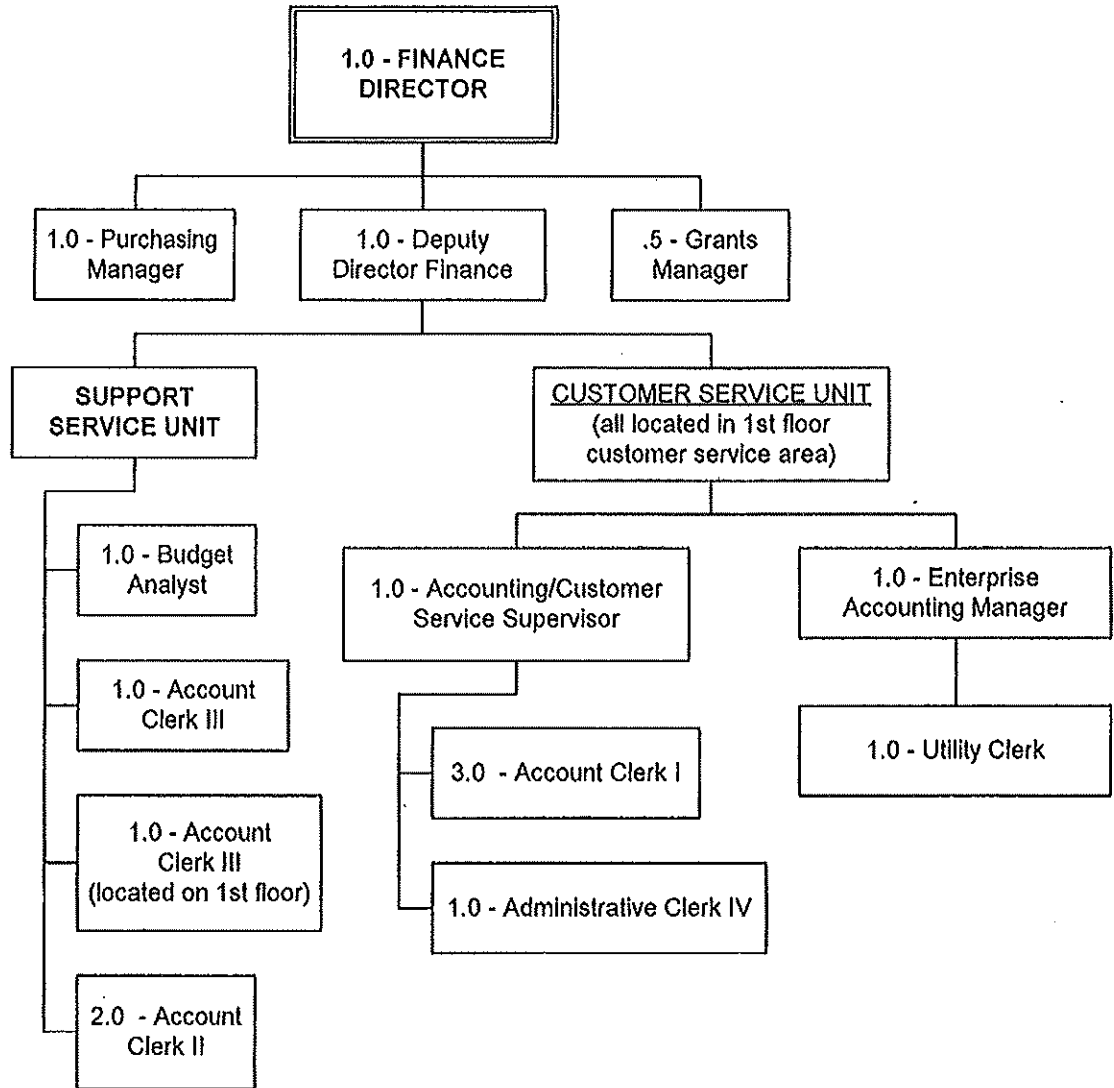 1.0 - FINANCE
DIRECTOR
1.0 - Purchasing
Manager
1.0 - Deputy
Director Finance
.5 - Grants
Manager
SUPPORT
SERVICE UNIT
CUSTOMER SERVICE UNIT
(all located in 1st floor
customer service area)
1.0 - Budget
Analyst
1.0 - Account
Clerk III
1.0 - Account
Clerk III
(located on 1st floor)
2.0 - Account
Clerk II
1.0 - Accounting/Customer
Service Supervisor
3.0 - Account Clerk I
1.0 - Administrative Clerk IV
1.0 - Enterprise
Accounting Manager
1.0 - Utility Clerk